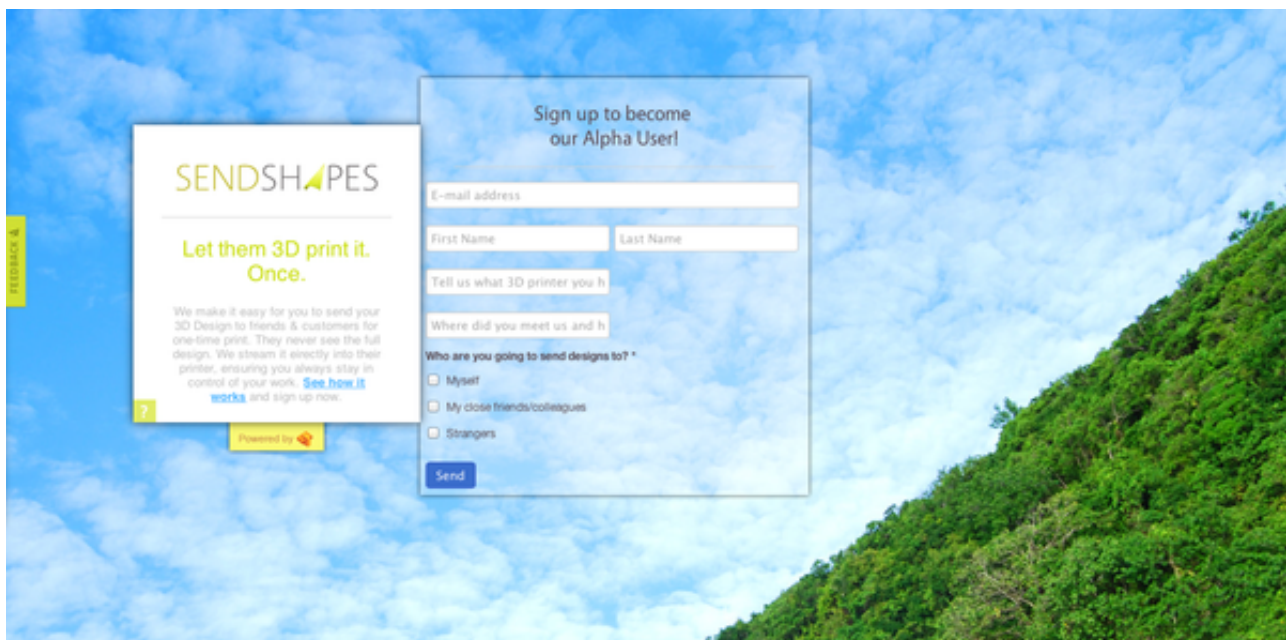 FEEDBACK
SENDSHAPES
Let them 3D print it.
Once.
We make it easy for you to send your
3D Design to friends & customers for
one-time print. They never see the full
design. We stream it eirectly into their
printer, ensuring you always stay in
control of your work. See how it
works and sign up now.
?
Powered by
Sign up to become
our Alpha User!
E-mail address
First Name Last Name
Tell us what 3D printer you h
Where did you meet us and h
Who are you going to send designs to? *
Myself
My close friends/colleagues
Strangers
Send